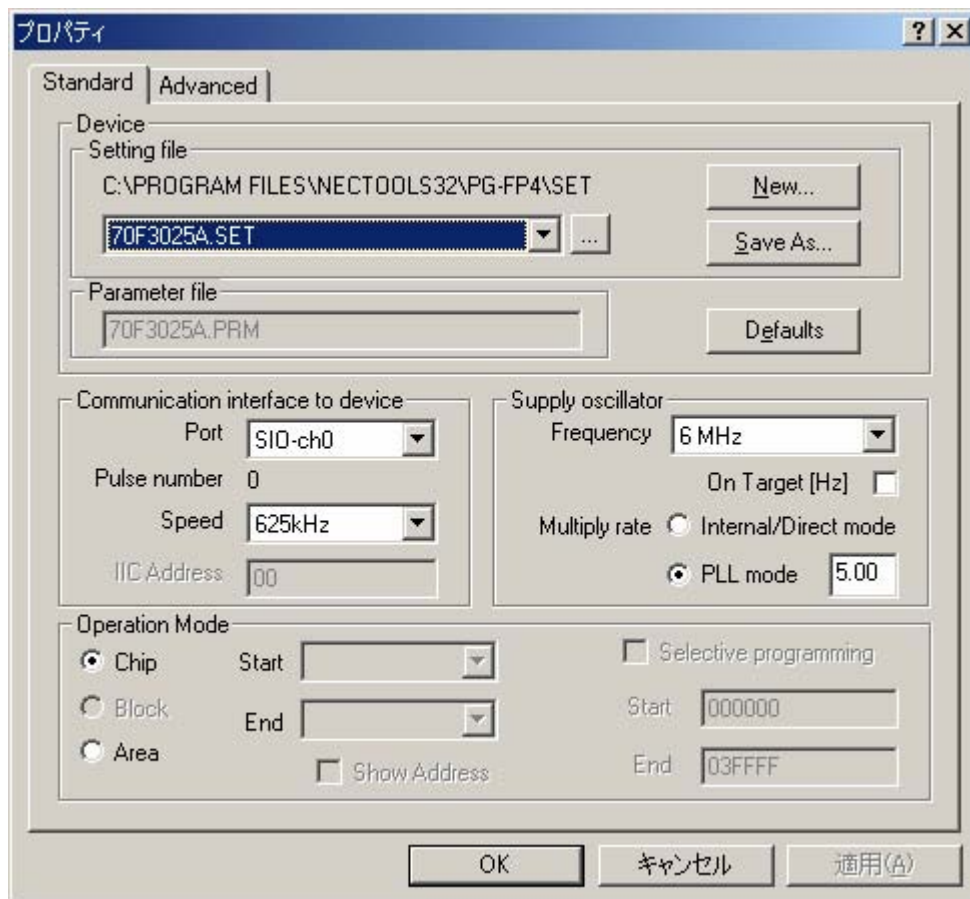 プロパティ
Standard Advanced
Device
Setting file
C:\PROGRAM FILES\NECTOOLS32\PG-FP4\SET
New...
70F3025A.SET ...
Save As...
Parameter file
70F3025A.PRM
Defaults
Communication interface to device
Port SIO-ch0
Pulse number 0
Speed 625kHz
IIC Address 00
Supply oscillator
Frequency 6 MHz
On Target [Hz]
Multiply rate Internal/Direct mode
PLL mode 5.00
Operation Mode
Chip Start
Block End
Area
Show Address
Selective programming
Start 000000
End 03FFFF
OK キャンセル 適用(A)